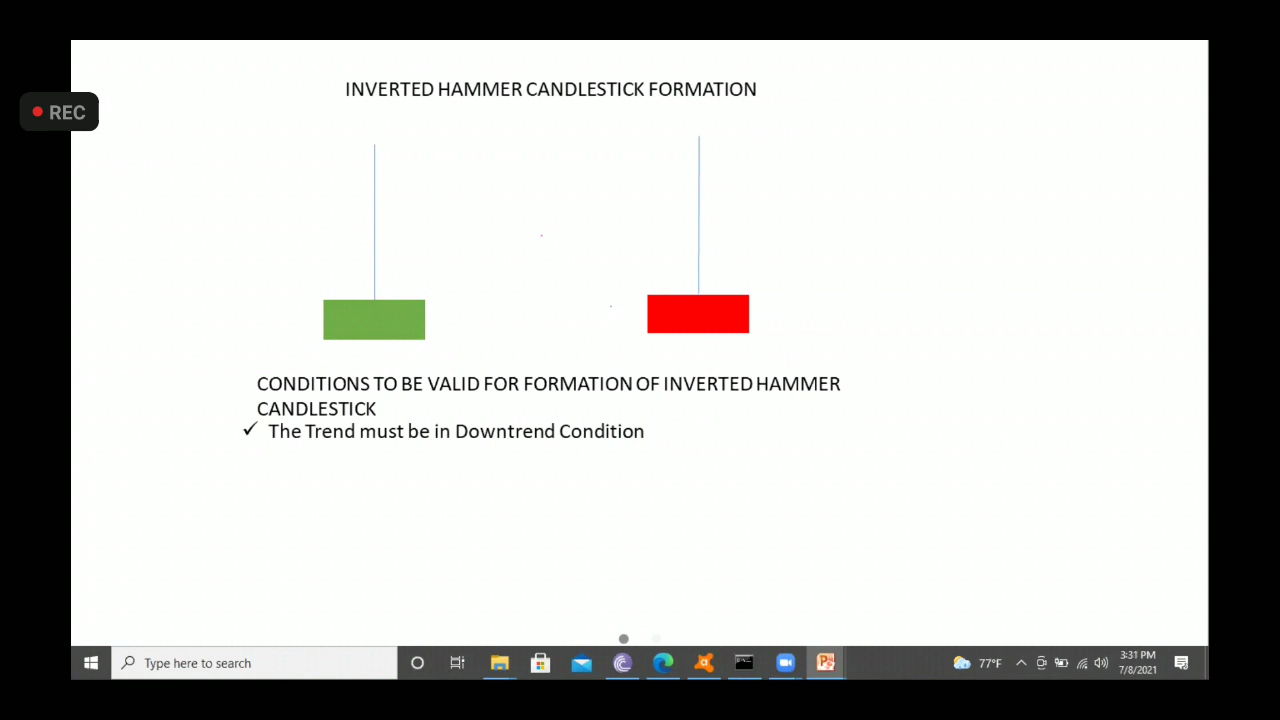 INVERTED HAMMER CANDLESTICK FORMATION
REC
CONDITIONS TO BE VALID FOR FORMATION OF INVERTED HAMMER
CANDLESTICK
✓ The Trend must be in Downtrend Condition
Type here to search
77°F
3:31 PM
7/8/2021